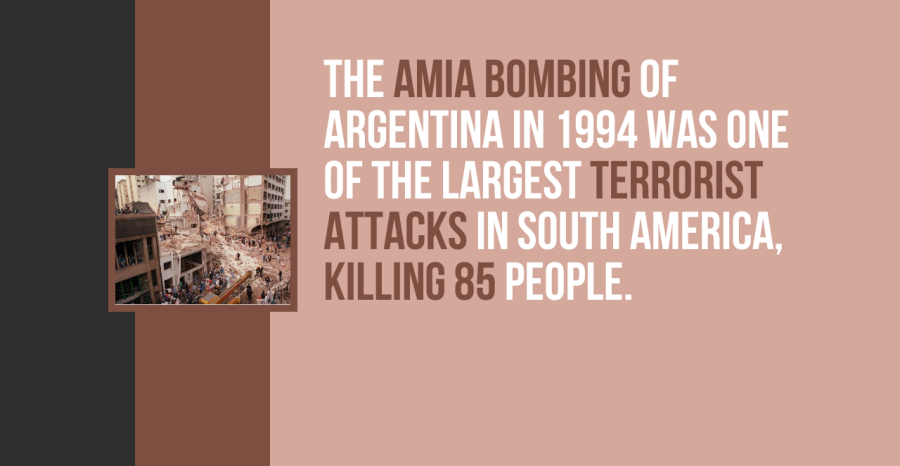 THE AMIA BOMBING OF
ARGENTINA IN 1994 WAS ONE
OF THE LARGEST TERRORIST
ATTACKS IN SOUTH AMERICA,
KILLING 85 PEOPLE.